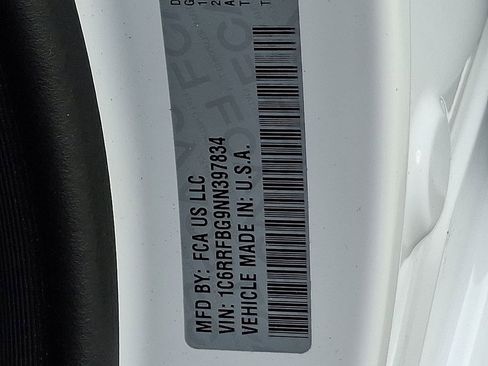 MFD BY: FCA US LLC
VIN: 1C6RRFBG9NN397834
VEHICLE MADE IN: U.S.A.